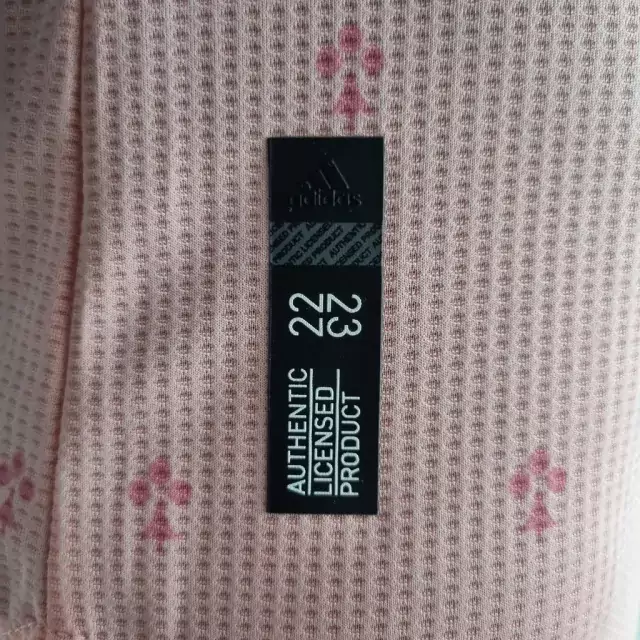 adidas
22
23
AUTHENTIC
LICENSED
PRODUCT